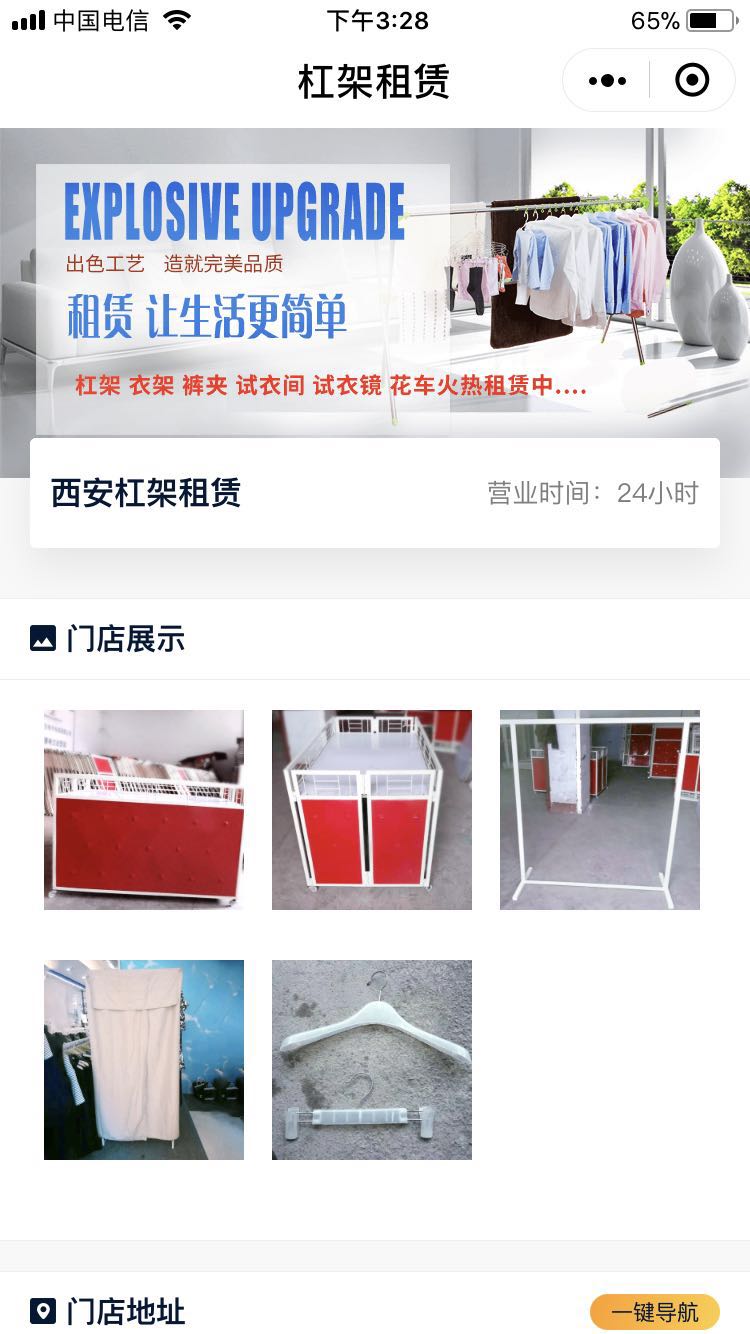 中国电信
下午3:28
65%
杠架租赁
EXPLOSIVE UPGRADE
出色工艺 造就完美品质
租赁 让生活更简单
杠架 衣架 裤夹 试衣间 试衣镜 花车火热租赁中....
西安杠架租赁
营业时间：24小时
门店展示
门店地址
一键导航